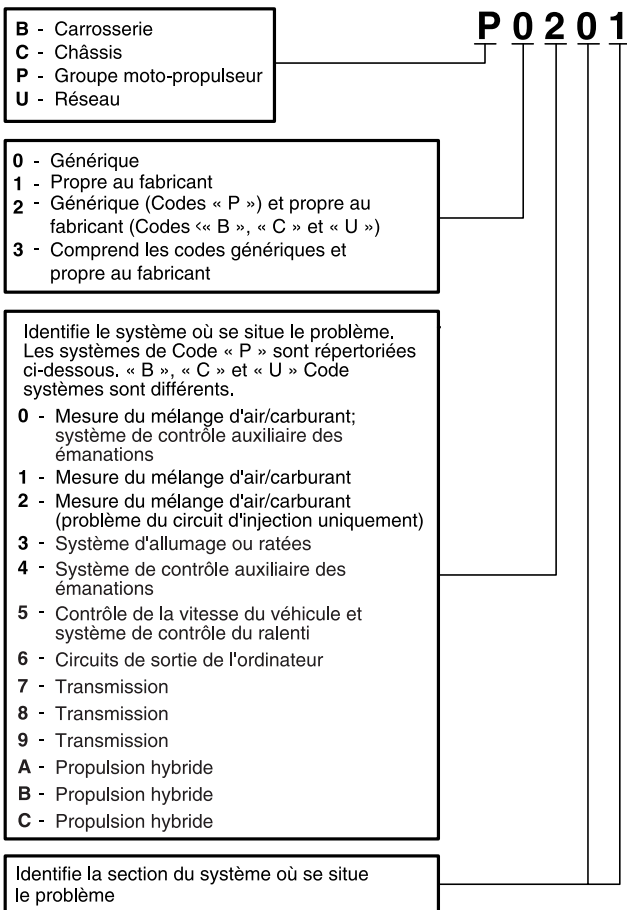 P0201
B - Carrosserie
C - Châssis
P - Groupe moto-propulseur
U - Réseau
0 - Générique
1 - Propre au fabricant
2 - Générique (Codes « P ») et propre au
fabricant (Codes « B », « C » et « U »)
3 - Comprend les codes génériques et
propre au fabricant
Identifie le système où se situe le problème.
Les systèmes de Code « P » sont répertoriées
ci-dessous. « B », « C » et « U » Code
systèmes sont différents.
0 - Mesure du mélange d'air/carburant;
système de contrôle auxiliaire des
émanations
1 - Mesure du mélange d'air/carburant
2 - Mesure du mélange d'air/carburant
(problème du circuit d'injection uniquement)
3 - Système d'allumage ou ratées
4 - Système de contrôle auxiliaire des
émanations
5 - Contrôle de la vitesse du véhicule et
système de contrôle du ralenti
6 - Circuits de sortie de l'ordinateur
7 - Transmission
8 - Transmission
9 - Transmission
A - Propulsion hybride
B - Propulsion hybride
C - Propulsion hybride
Identifie la section du système où se situe
le problème